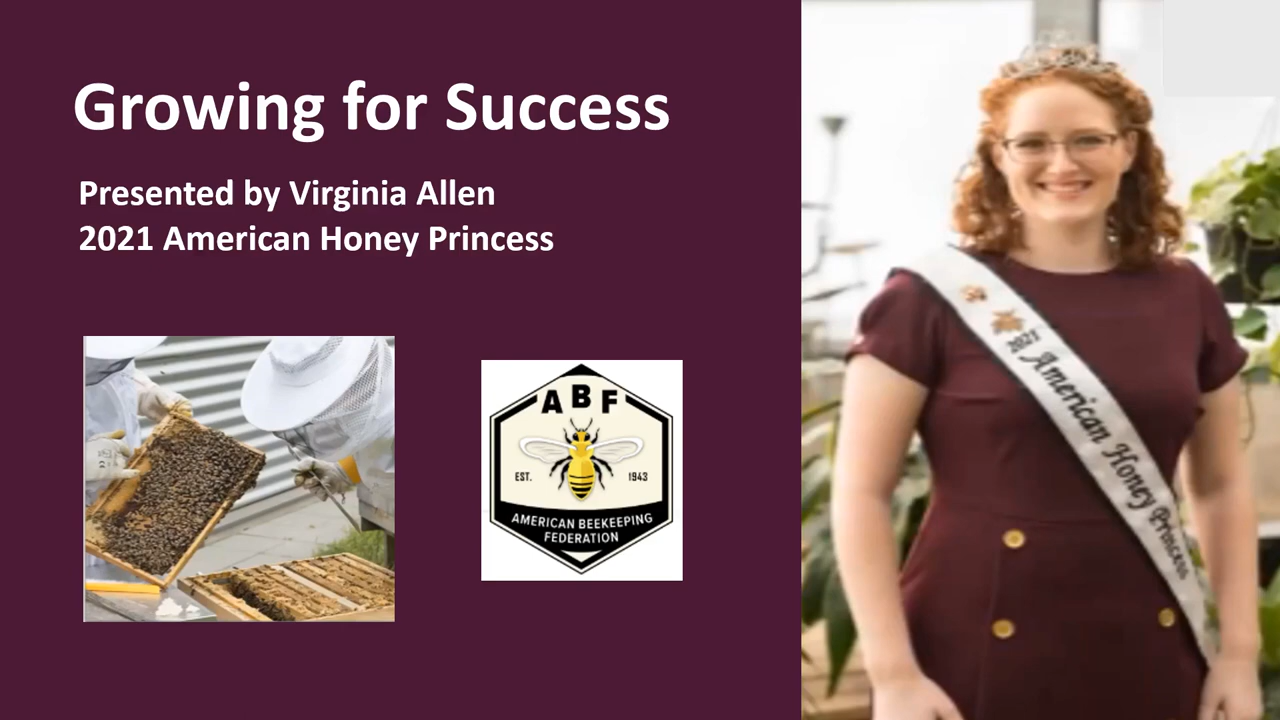 Growing for Success
Presented by Virginia Allen
2021 American Honey Princess
ABF
EST. 1943
AMERICAN BEEKEEPING
FEDERATION
2021 American Honey Princess